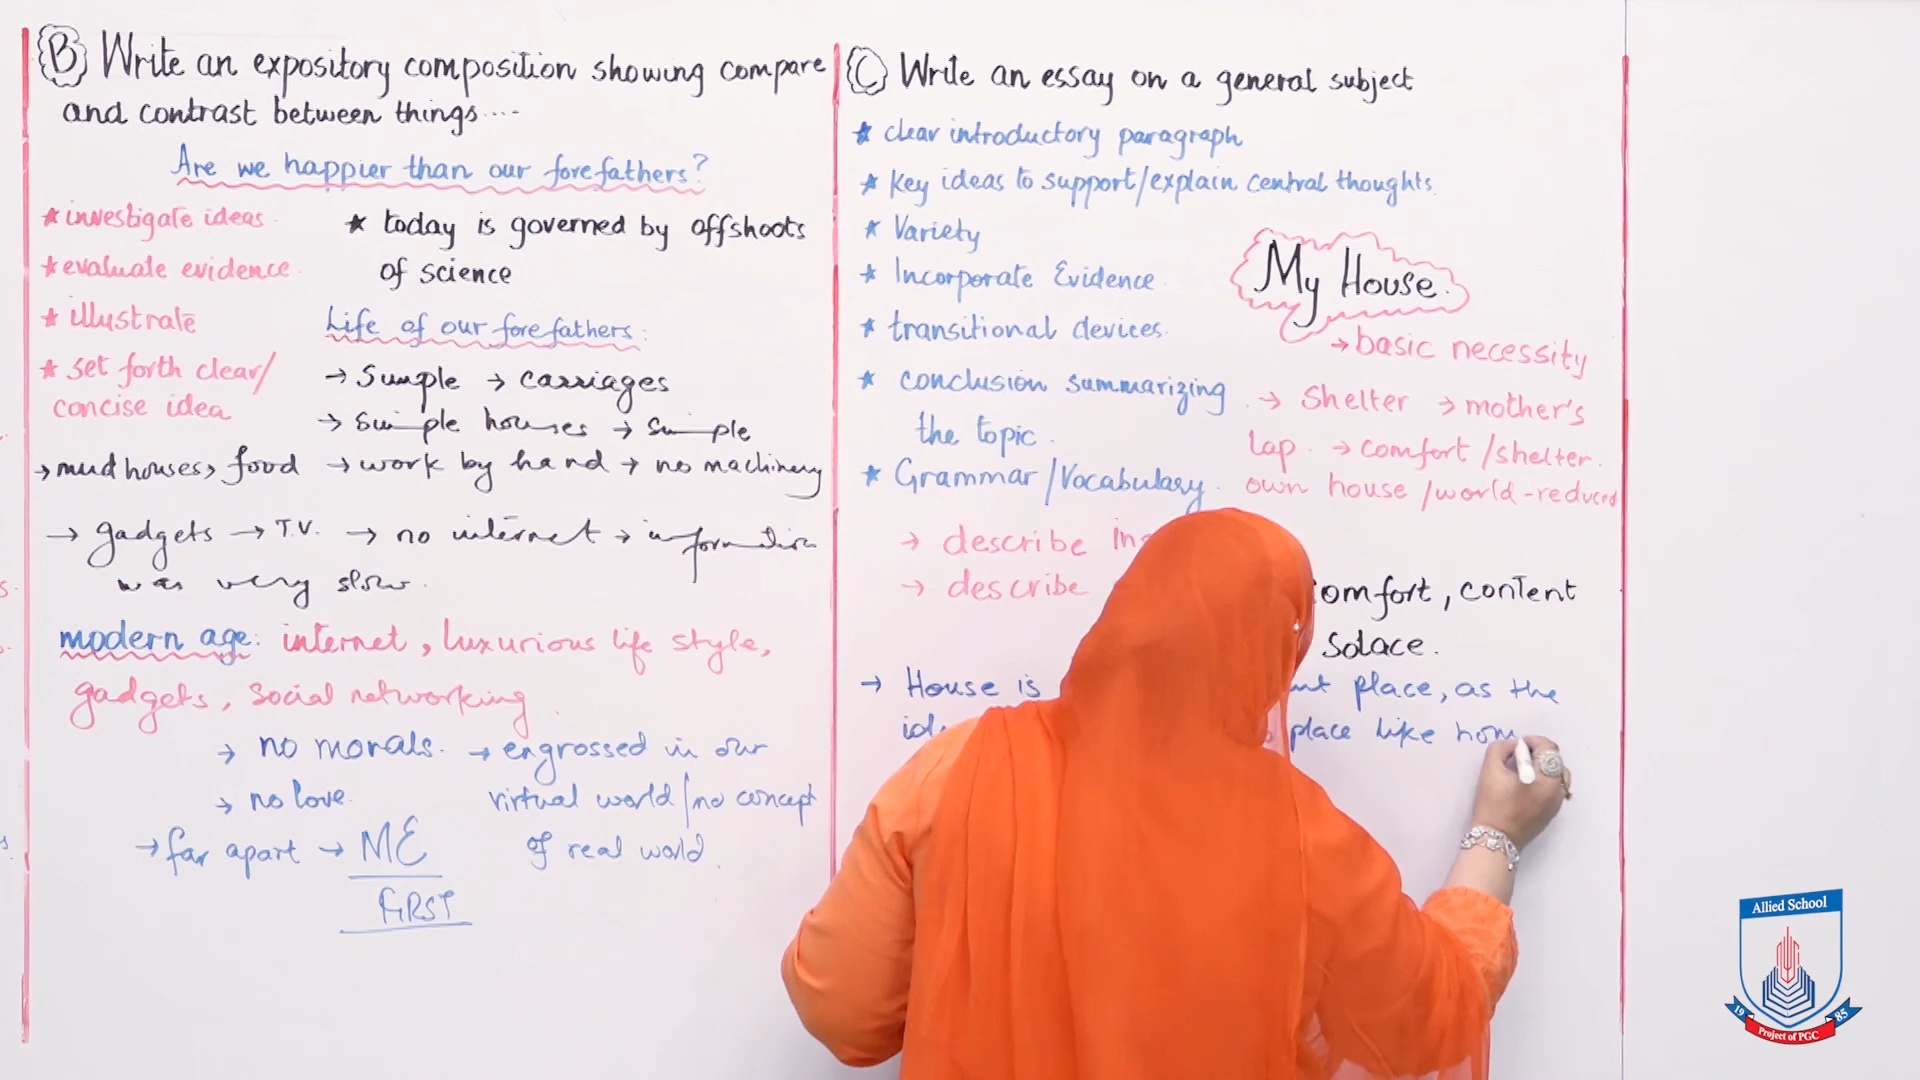 B Write an expository composition showing compare
and contrast between things....
Are we happier than our forefathers?
★ investigate ideas
★ evaluate evidence
★ illustrate
★ set forth clear/
concise idea
★ today is governed by offshoots
of science
Life of our forefathers:
→ Simple → carriages
→ Simple houses → Simple
→ mud houses, food → work by hand → no machinery
→ gadgets → T.V. → no internet → information
was very slow.
modern age: internet, luxurious life style,
gadgets, social networking
→ no morals. → engrossed in our
→ no love. virtual world/no concept
→ far apart → ME of real world.
FIRST
C Write an essay on a general subject
★ clear introductory paragraph
★ Key ideas to support/explain central thoughts.
★ Variety
★ Incorporate Evidence
★ transitional devices.
★ conclusion summarizing
the topic.
★ Grammar/Vocabulary.
My House.
→ basic necessity
→ Shelter → mother's
lap. → comfort/shelter.
own house/world-reduced
→ describe
→ describe
comfort, content
Solace.
→ House is place, as the
place like hom
Allied School
19 85
Project of PGC